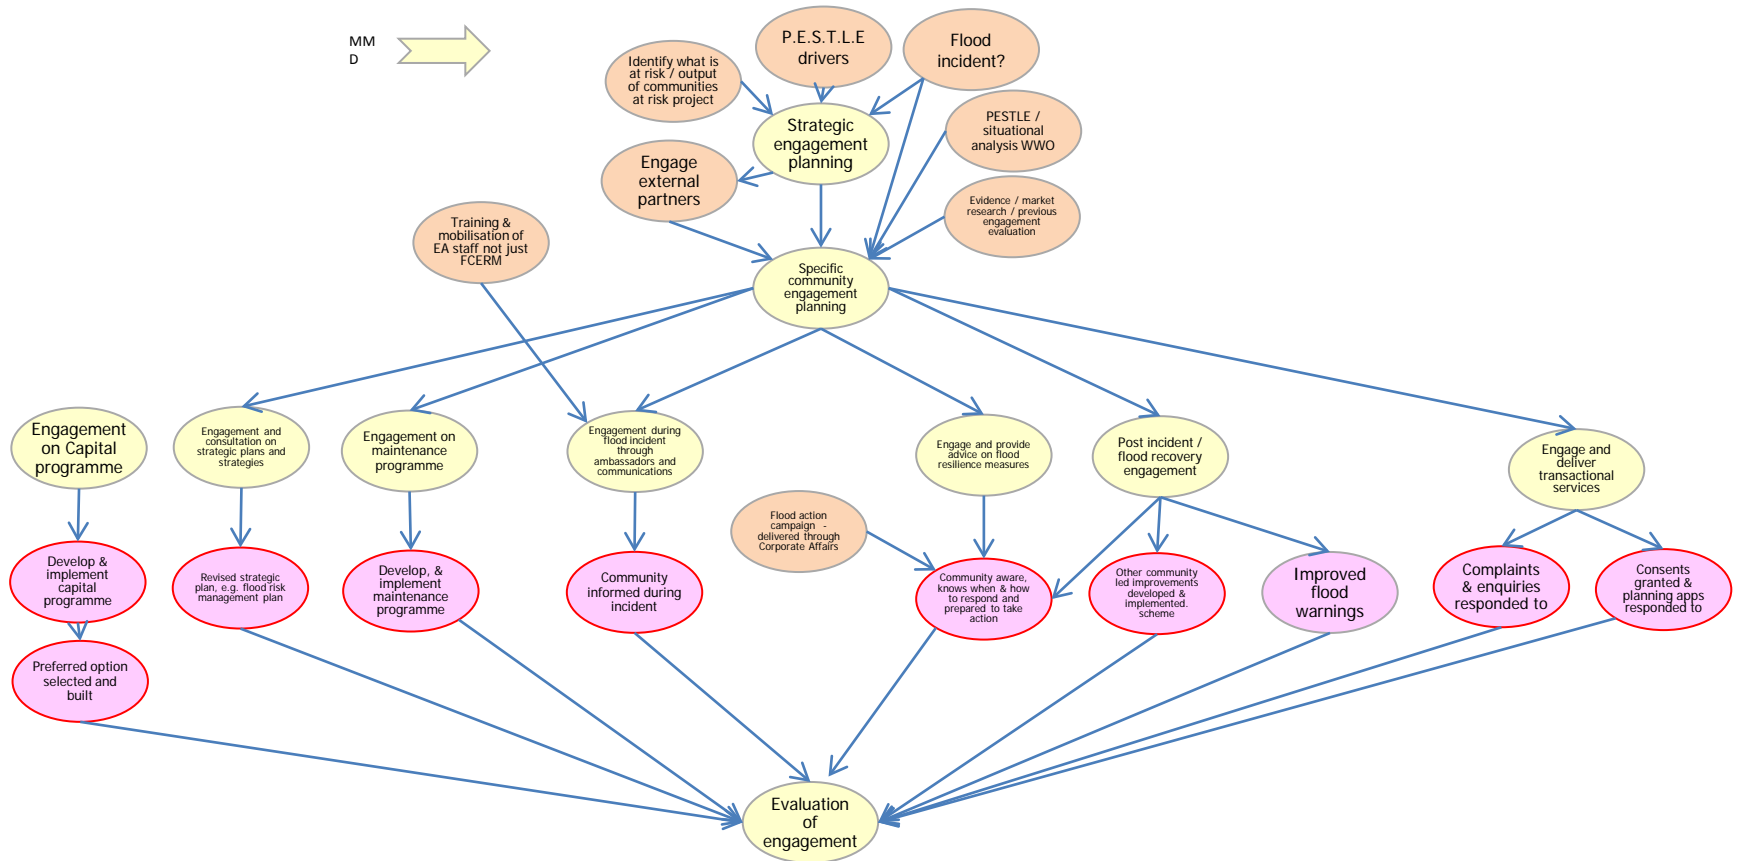 MM
D
P.E.S.T.L.E
drivers
Flood
incident?
Identify what is
at risk / output
of communities
at risk project
PESTLE /
situational
analysis WWO
Strategic
engagement
planning
Engage
external
partners
Evidence / market
research / previous
engagement
evaluation
Training &
mobilisation of
EA staff not just
FCERM
Specific
community
engagement
planning
Engagement
on Capital
programme
Engagement and
consultation on
strategic plans and
strategies
Engagement on
maintenance
programme
Engagement during
flood incident
through
ambassadors and
communications
Engage and provide
advice on flood
resilience measures
Post incident /
flood recovery
engagement
Engage and
deliver
transactional
services
Flood action
campaign -
delivered through
Corporate Affairs
Develop &
implement
capital
programme
Revised strategic
plan, e.g. flood risk
management plan
Develop, &
implement
maintenance
programme
Community
informed during
incident
Community aware,
knows when & how
to respond and
prepared to take
action
Other community
led improvements
developed &
implemented.
scheme
Improved
flood
warnings
Complaints
& enquiries
responded to
Consents
granted &
planning apps
responded to
Preferred option
selected and
built
Evaluation
of
engagement